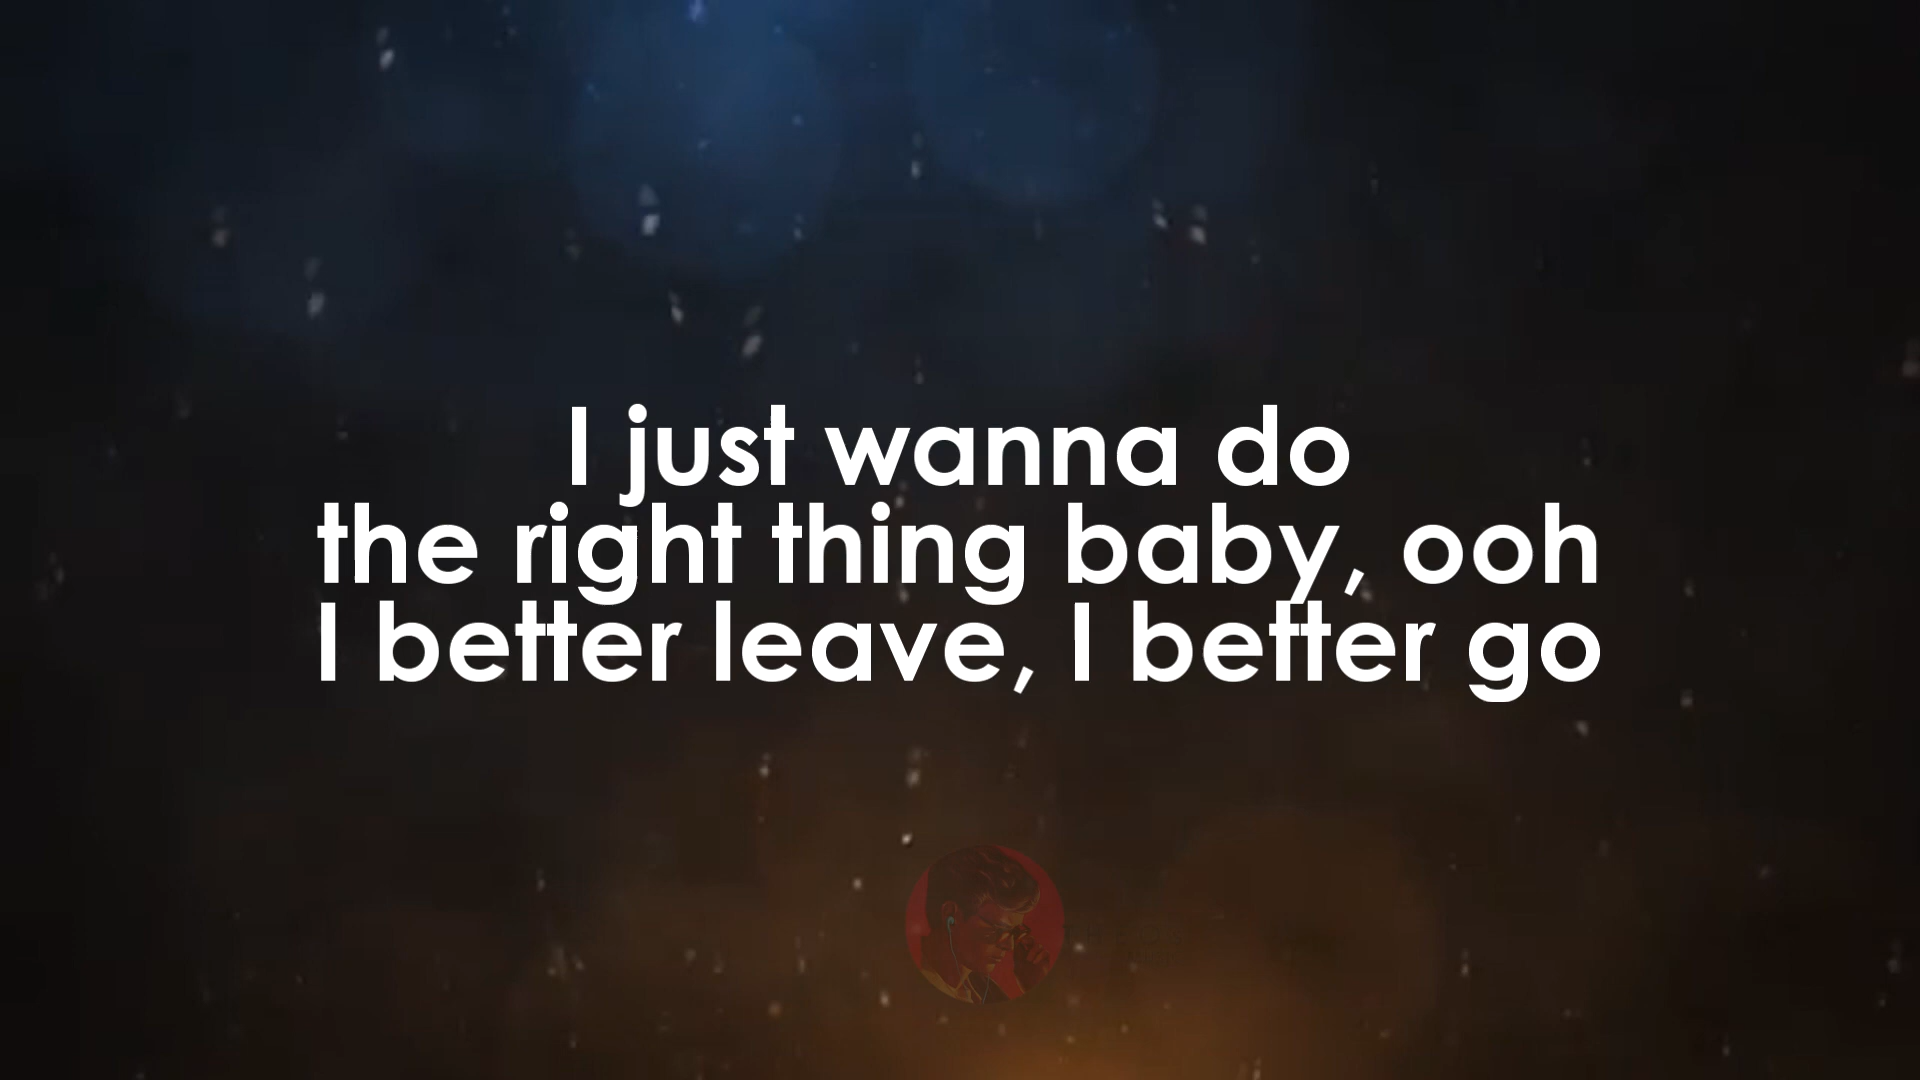 I just wanna do
the right thing baby, ooh
I better leave, I better go